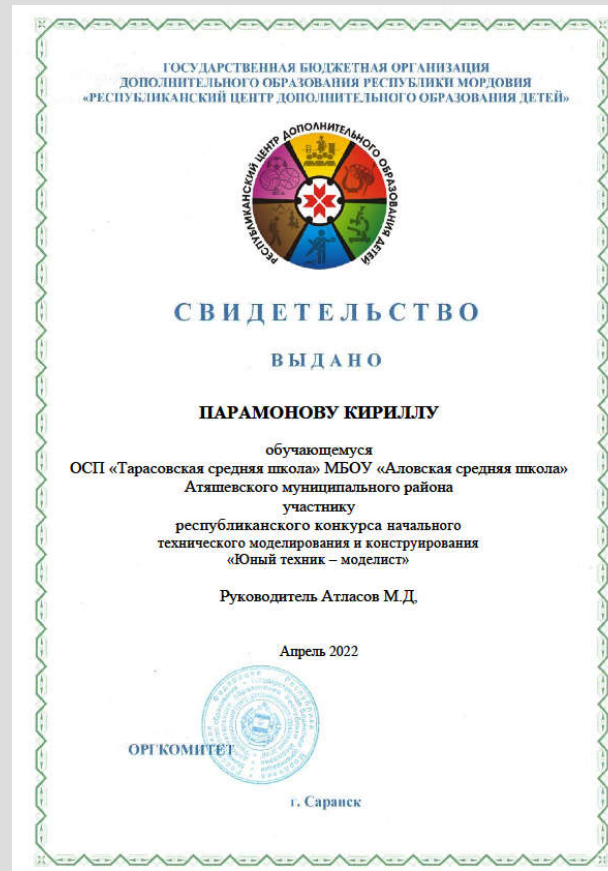 ГОСУДАРСТВЕННАЯ БЮДЖЕТНАЯ ОРГАНИЗАЦИЯ
ДОПОЛНИТЕЛЬНОГО ОБРАЗОВАНИЯ РЕСПУБЛИКИ МОРДОВИЯ
«РЕСПУБЛИКАНСКИЙ ЦЕНТР ДОПОЛНИТЕЛЬНОГО ОБРАЗОВАНИЯ ДЕТЕЙ»
РЕСПУБЛИКАНСКИЙ ЦЕНТР ДОПОЛНИТЕЛЬНОГО ОБРАЗОВАНИЯ ДЕТЕЙ
СВИДЕТЕЛЬСТВО
ВЫДАНО
ПАРАМОНОВУ КИРИЛЛУ
обучающемуся
ОСП «Тарасовская средняя школа» МБОУ «Аловская средняя школа»
Атяшевского муниципального района
участнику
республиканского конкурса начального
технического моделирования и конструирования
«Юный техник – моделист»
Руководитель Атласов М.Д,
Апрель 2022
ОРГКОМИТЕТ
г. Саранск